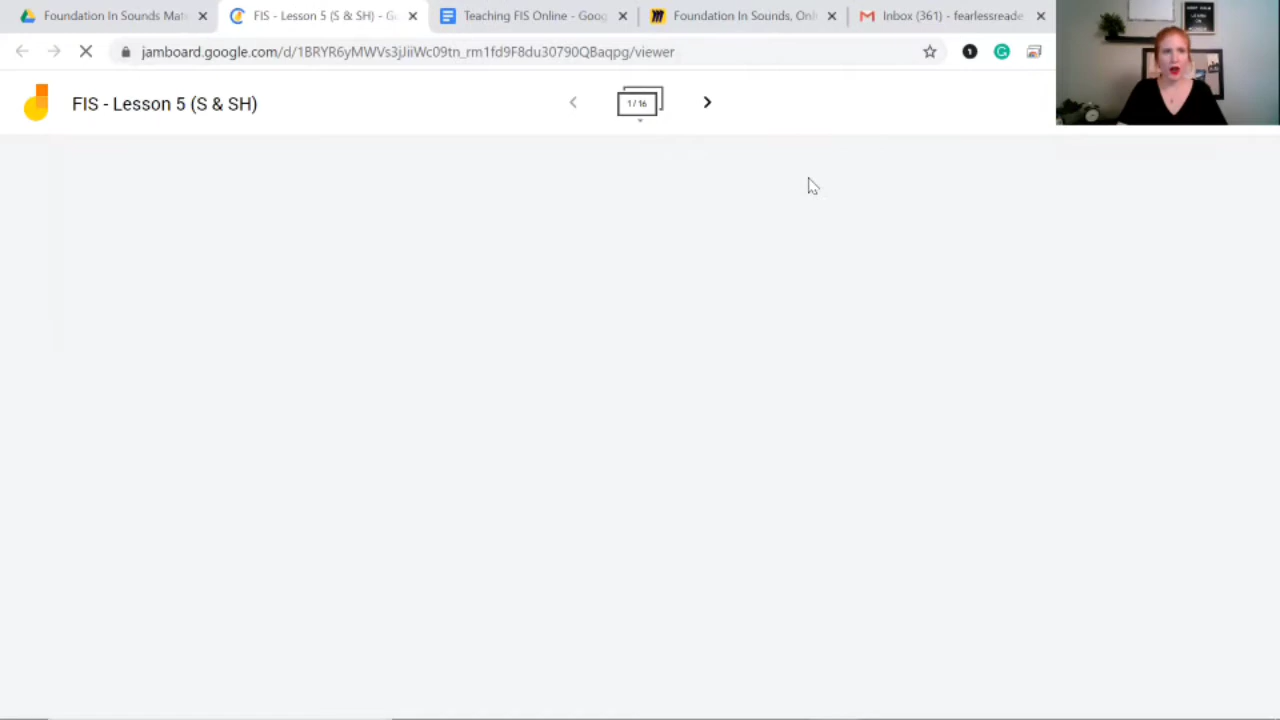 Foundation In Sounds Mat
FIS - Lesson 5 (S & SH) - G
Teaching FIS Online - Goog
Foundation In Sounds, Onl
Inbox (361) - fearlessreade
jamboard.google.com/d/1BRYR6yMWVs3jJiiWc09tn_rm1fd9F8du30790QBaqpg/viewer
FIS - Lesson 5 (S & SH)
1 / 16